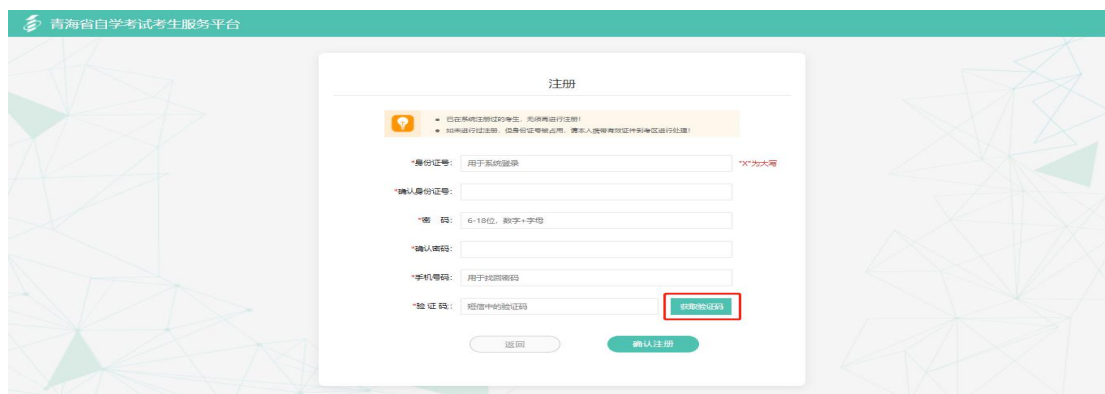 青海省自学考试考生服务平台
注册
• 已在系统注册过的考生，无须再进行注册！
• 如未进行过注册，但身份证号被占用，请本人携带有效证件到考区进行处理！
*身份证号： 用于系统登录 "X"为大写
*确认身份证号：
*密 码： 6-18位，数字+字母
*确认密码：
*手机号码： 用于找回密码
*验 证 码： 短信中的验证码 获取验证码
返回 确认注册